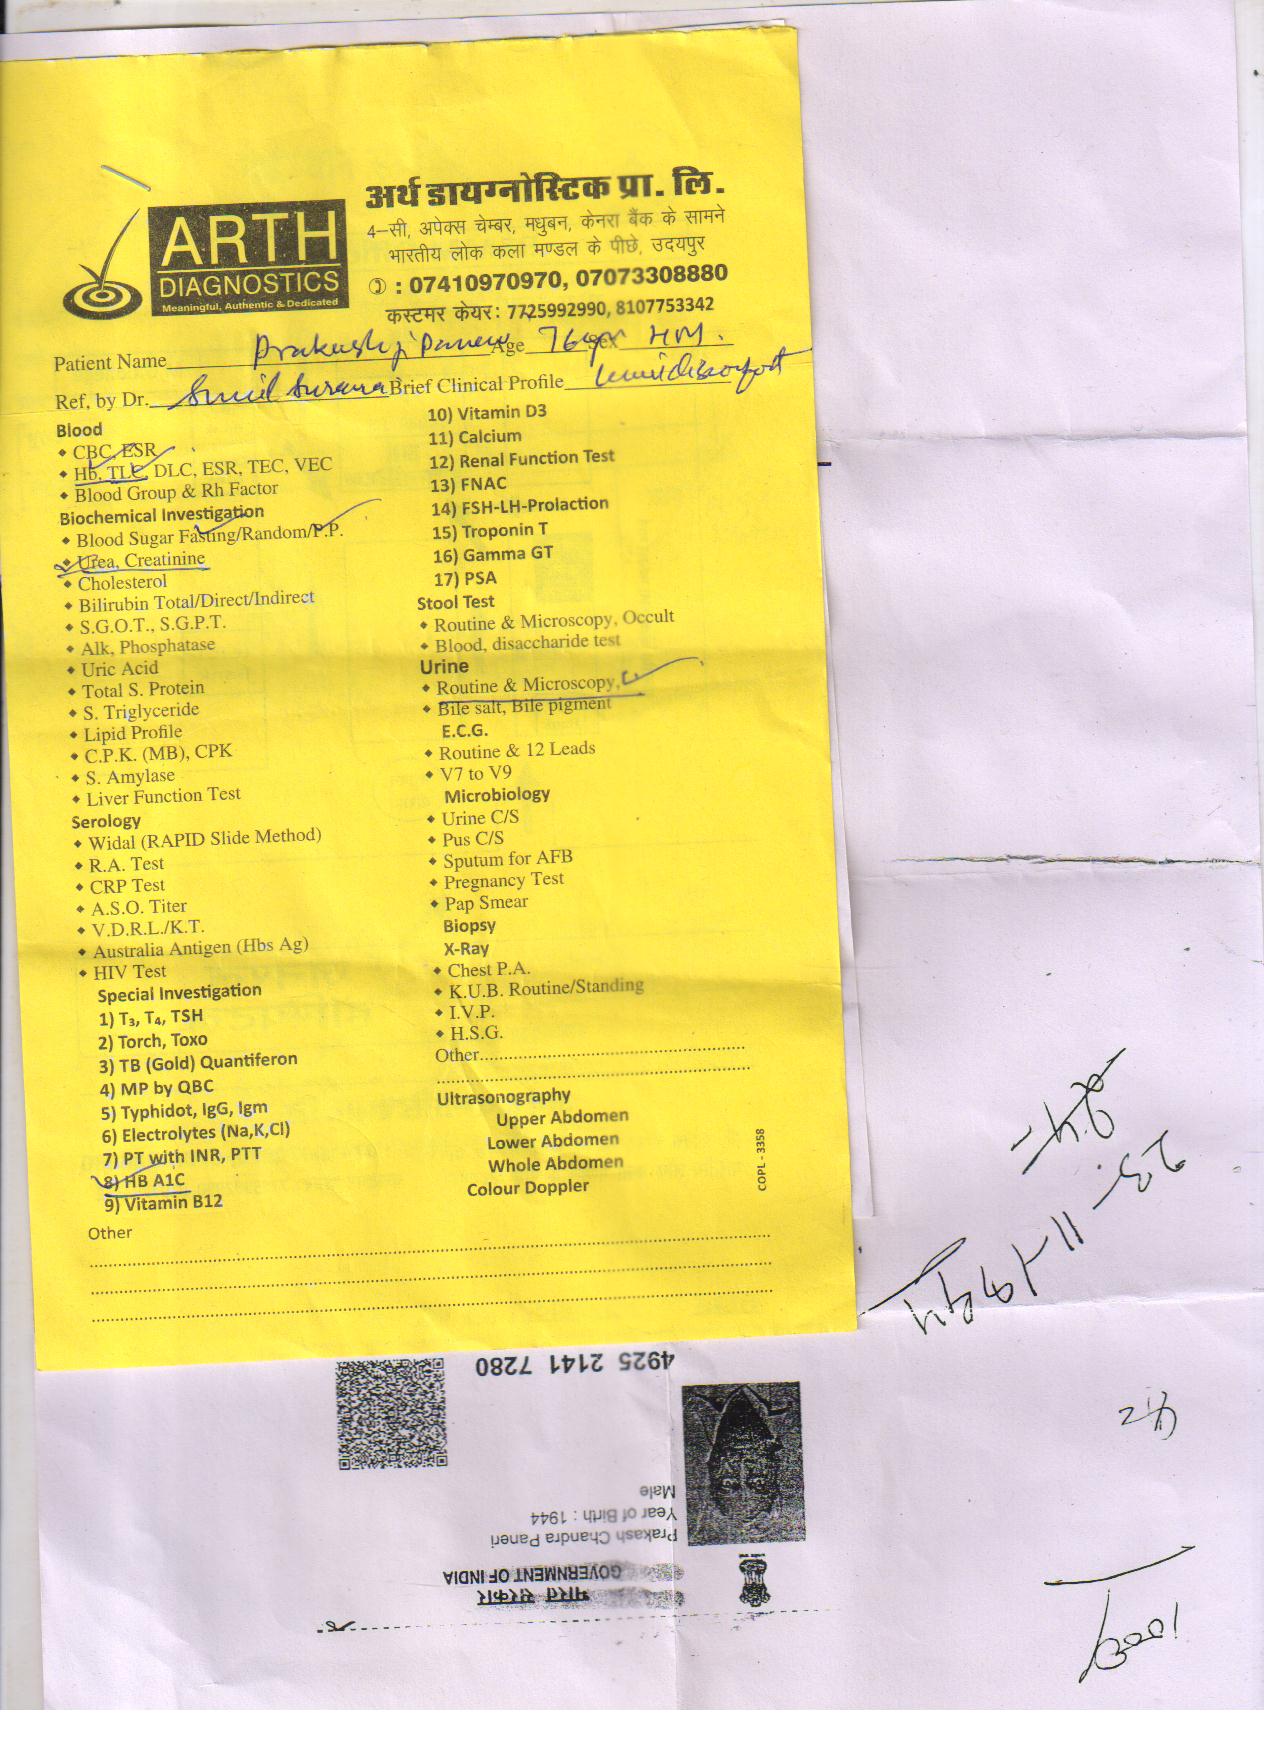 अर्थ डायग्नोस्टिक प्रा. लि.
ARTH
DIAGNOSTICS
Meaningful, Authentic & Dedicated
4–सी, अपेक्स चेम्बर, मधुबन, केनरा बैंक के सामने
भारतीय लोक कला मण्डल के पीछे, उदयपुर
: 07410970970, 07073308880
कस्टमर केयर: 7725992990, 8107753342
Patient Name Prakash ji Paneri Age 76 yr Sex
Ref, by Dr. Sunil Surana Brief Clinical Profile
Blood
CBC, ESR
Hb, TLC, DLC, ESR, TEC, VEC
Blood Group & Rh Factor
Biochemical Investigation
Blood Sugar Fasting/Random/P.P.
Urea, Creatinine
Cholesterol
Bilirubin Total/Direct/Indirect
S.G.O.T., S.G.P.T.
Alk, Phosphatase
Uric Acid
Total S. Protein
S. Triglyceride
Lipid Profile
C.P.K. (MB), CPK
S. Amylase
Liver Function Test
Serology
Widal (RAPID Slide Method)
R.A. Test
CRP Test
A.S.O. Titer
V.D.R.L./K.T.
Australia Antigen (Hbs Ag)
HIV Test
Special Investigation
1) T₃, T₄, TSH
2) Torch, Toxo
3) TB (Gold) Quantiferon
4) MP by QBC
5) Typhidot, IgG, Igm
6) Electrolytes (Na,K,Cl)
7) PT with INR, PTT
8) HB A1C
9) Vitamin B12
10) Vitamin D3
11) Calcium
12) Renal Function Test
13) FNAC
14) FSH-LH-Prolaction
15) Troponin T
16) Gamma GT
17) PSA
Stool Test
Routine & Microscopy, Occult
Blood, disaccharide test
Urine
Routine & Microscopy,
Bile salt, Bile pigment
E.C.G.
Routine & 12 Leads
V7 to V9
Microbiology
Urine C/S
Pus C/S
Sputum for AFB
Pregnancy Test
Pap Smear
Biopsy
X-Ray
Chest P.A.
K.U.B. Routine/Standing
I.V.P.
H.S.G.
Other
Ultrasonography
Upper Abdomen
Lower Abdomen
Whole Abdomen
Colour Doppler
COPL - 3358
Other
भारत सरकार
GOVERNMENT OF INDIA
Prakash Chandra Paneri
Year of Birth : 1944
Male
4925 2141 7280